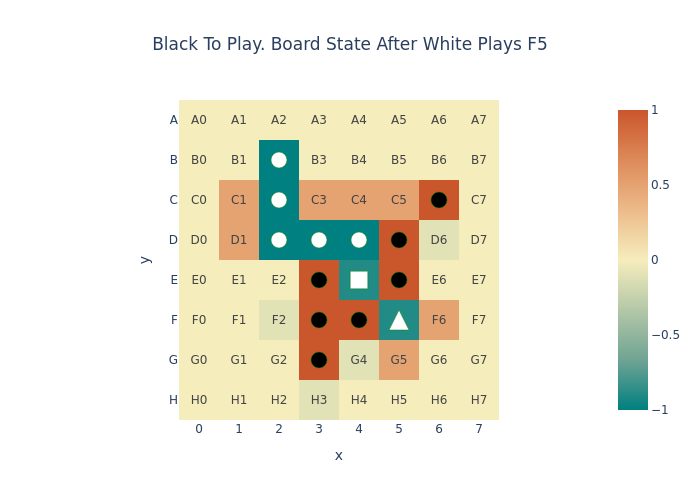 Black To Play. Board State After White Plays F5
A A0 A1 A2 A3 A4 A5 A6 A7
B B0 B1 B3 B4 B5 B6 B7
C C0 C1 C3 C4 C5 C7
D D0 D1 D6 D7
E E0 E1 E2 E6 E7
F F0 F1 F2 F6 F7
G G0 G1 G2 G4 G5 G6 G7
H H0 H1 H2 H3 H4 H5 H6 H7
0 1 2 3 4 5 6 7
x
y
1
0.5
0
−0.5
−1